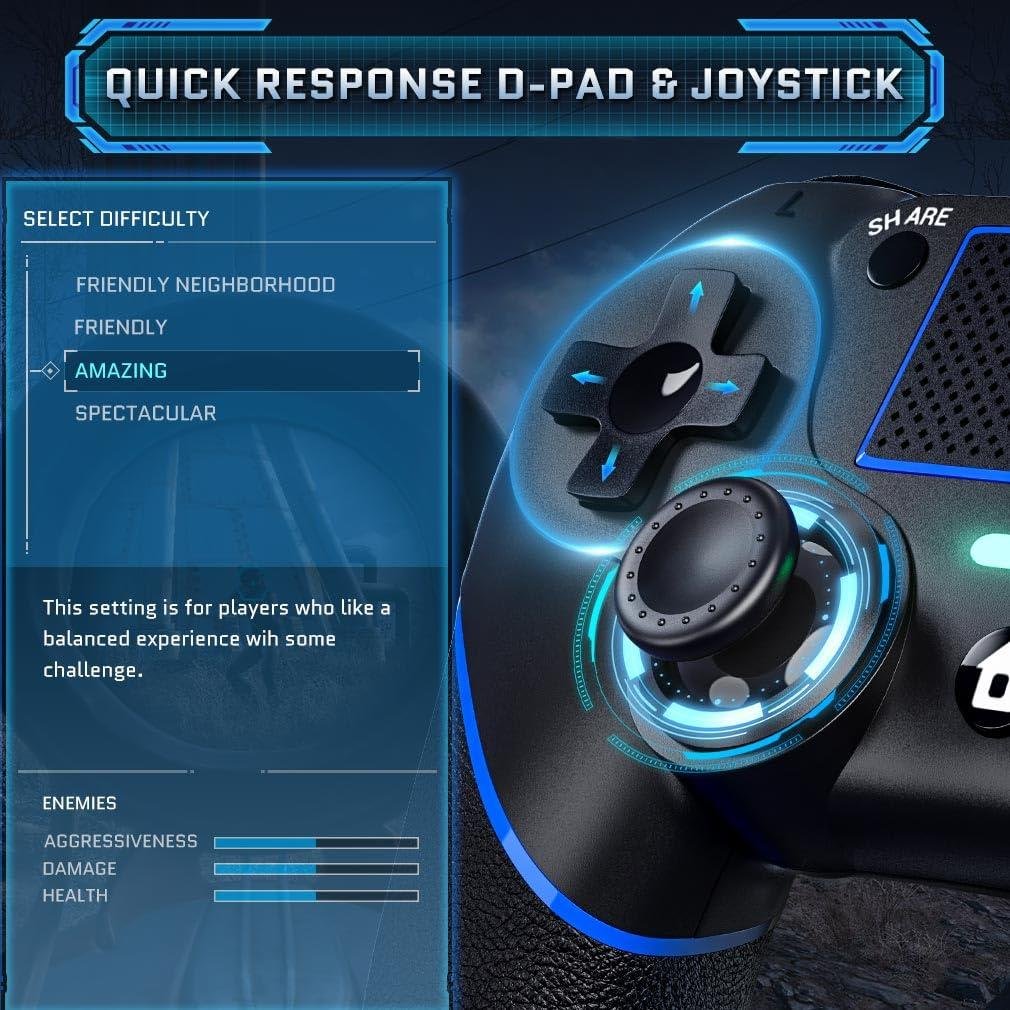 QUICK RESPONSE D-PAD & JOYSTICK
SELECT DIFFICULTY
FRIENDLY NEIGHBORHOOD
FRIENDLY
AMAZING
SPECTACULAR
This setting is for players who like a
balanced experience wih some
challenge.
ENEMIES
AGGRESSIVENESS
DAMAGE
HEALTH
L
SHARE